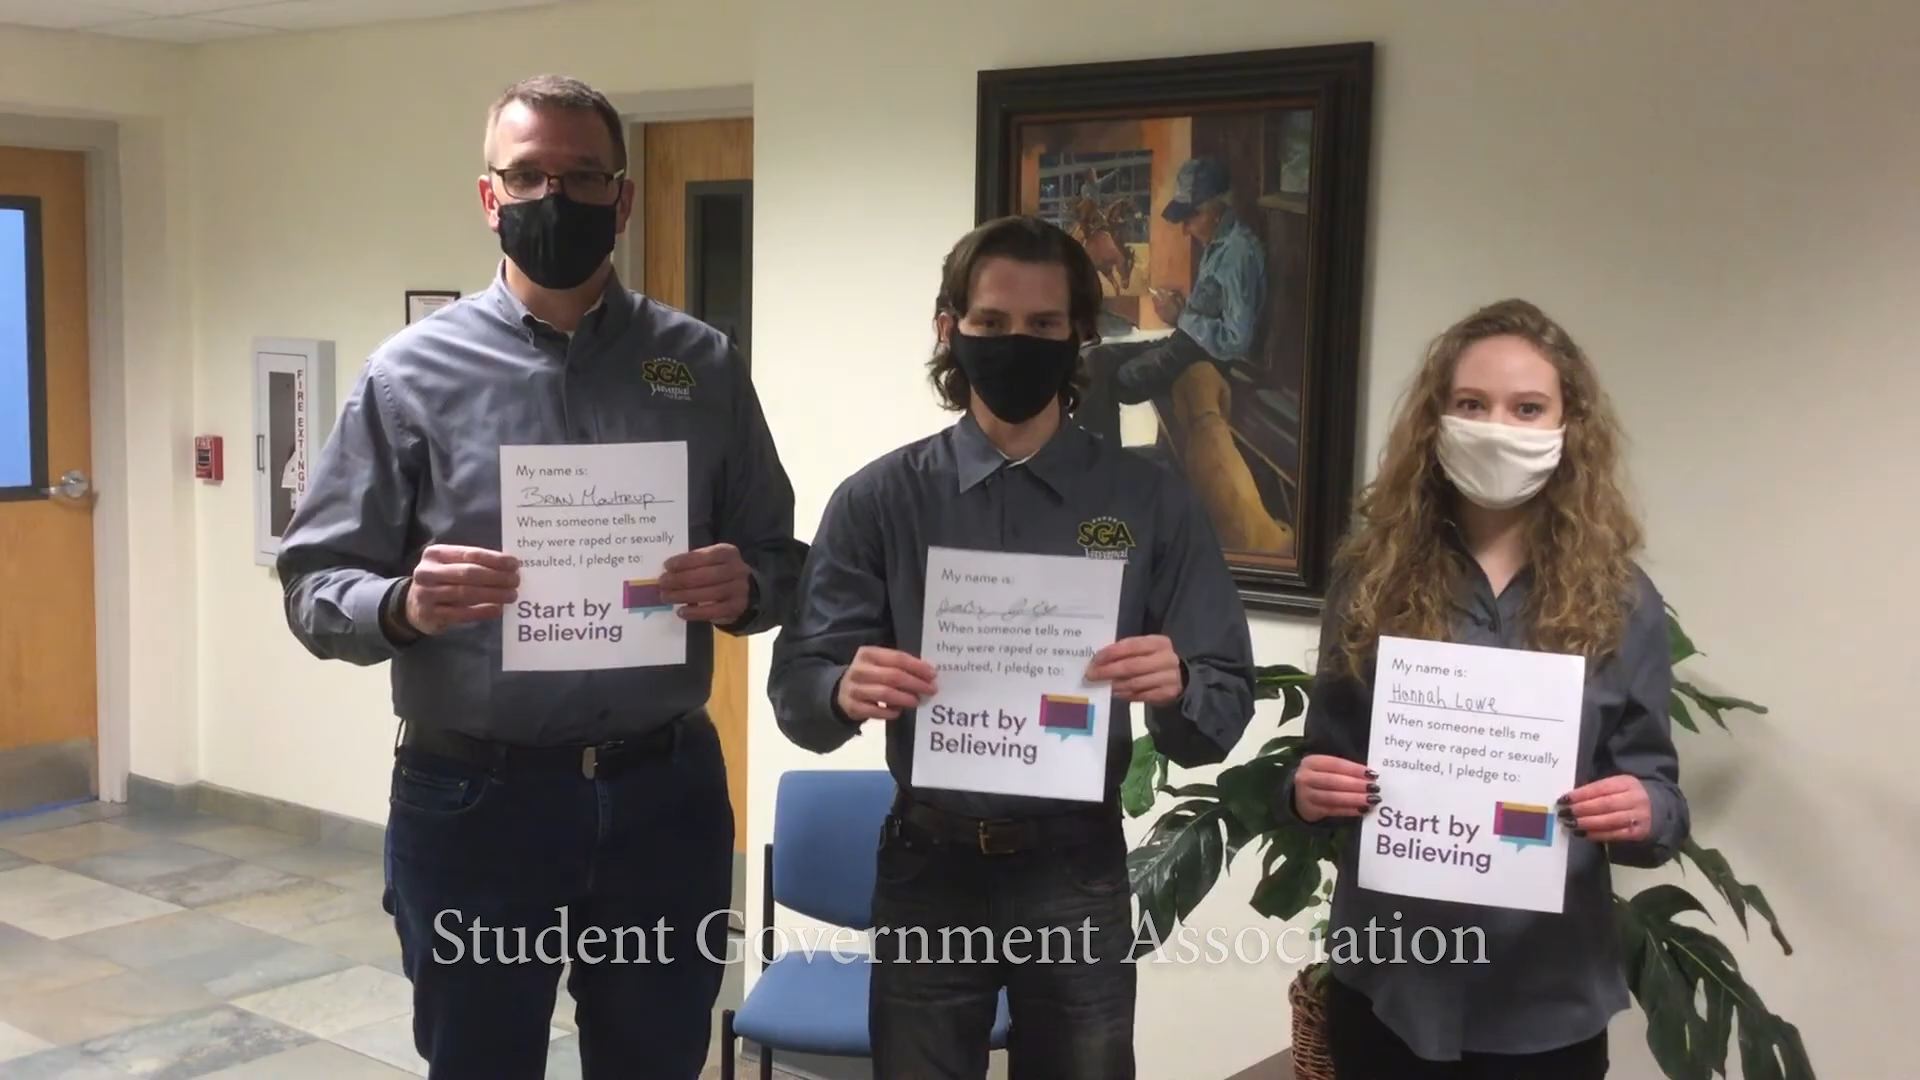 FIRE EXTINGU
SGA
My name is:
Brian Moultrup
When someone tells me
they were raped or sexually
assaulted, I pledge to:
Start by
Believing
SGA
My name is:
When someone tells me
they were raped or sexually
assaulted, I pledge to:
Start by
Believing
My name is:
Hannah Lowe
When someone tells me
they were raped or sexually
assaulted, I pledge to:
Start by
Believing
Student Government Association